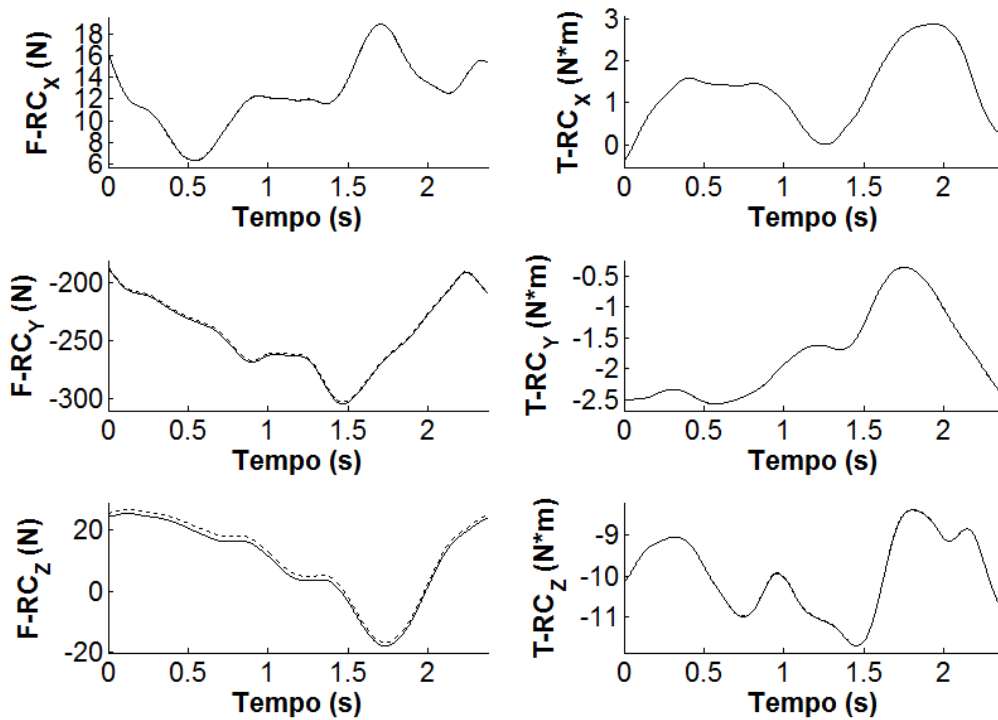 F-RC_X (N)
18
16
14
12
10
8
6
0 0.5 1 1.5 2
Tempo (s)
T-RC_X (N*m)
3
2
1
0
0 0.5 1 1.5 2
Tempo (s)
F-RC_Y (N)
-200
-250
-300
0 0.5 1 1.5 2
Tempo (s)
T-RC_Y (N*m)
-0.5
-1
-1.5
-2
-2.5
0 0.5 1 1.5 2
Tempo (s)
F-RC_Z (N)
20
0
-20
0 0.5 1 1.5 2
Tempo (s)
T-RC_Z (N*m)
-9
-10
-11
0 0.5 1 1.5 2
Tempo (s)